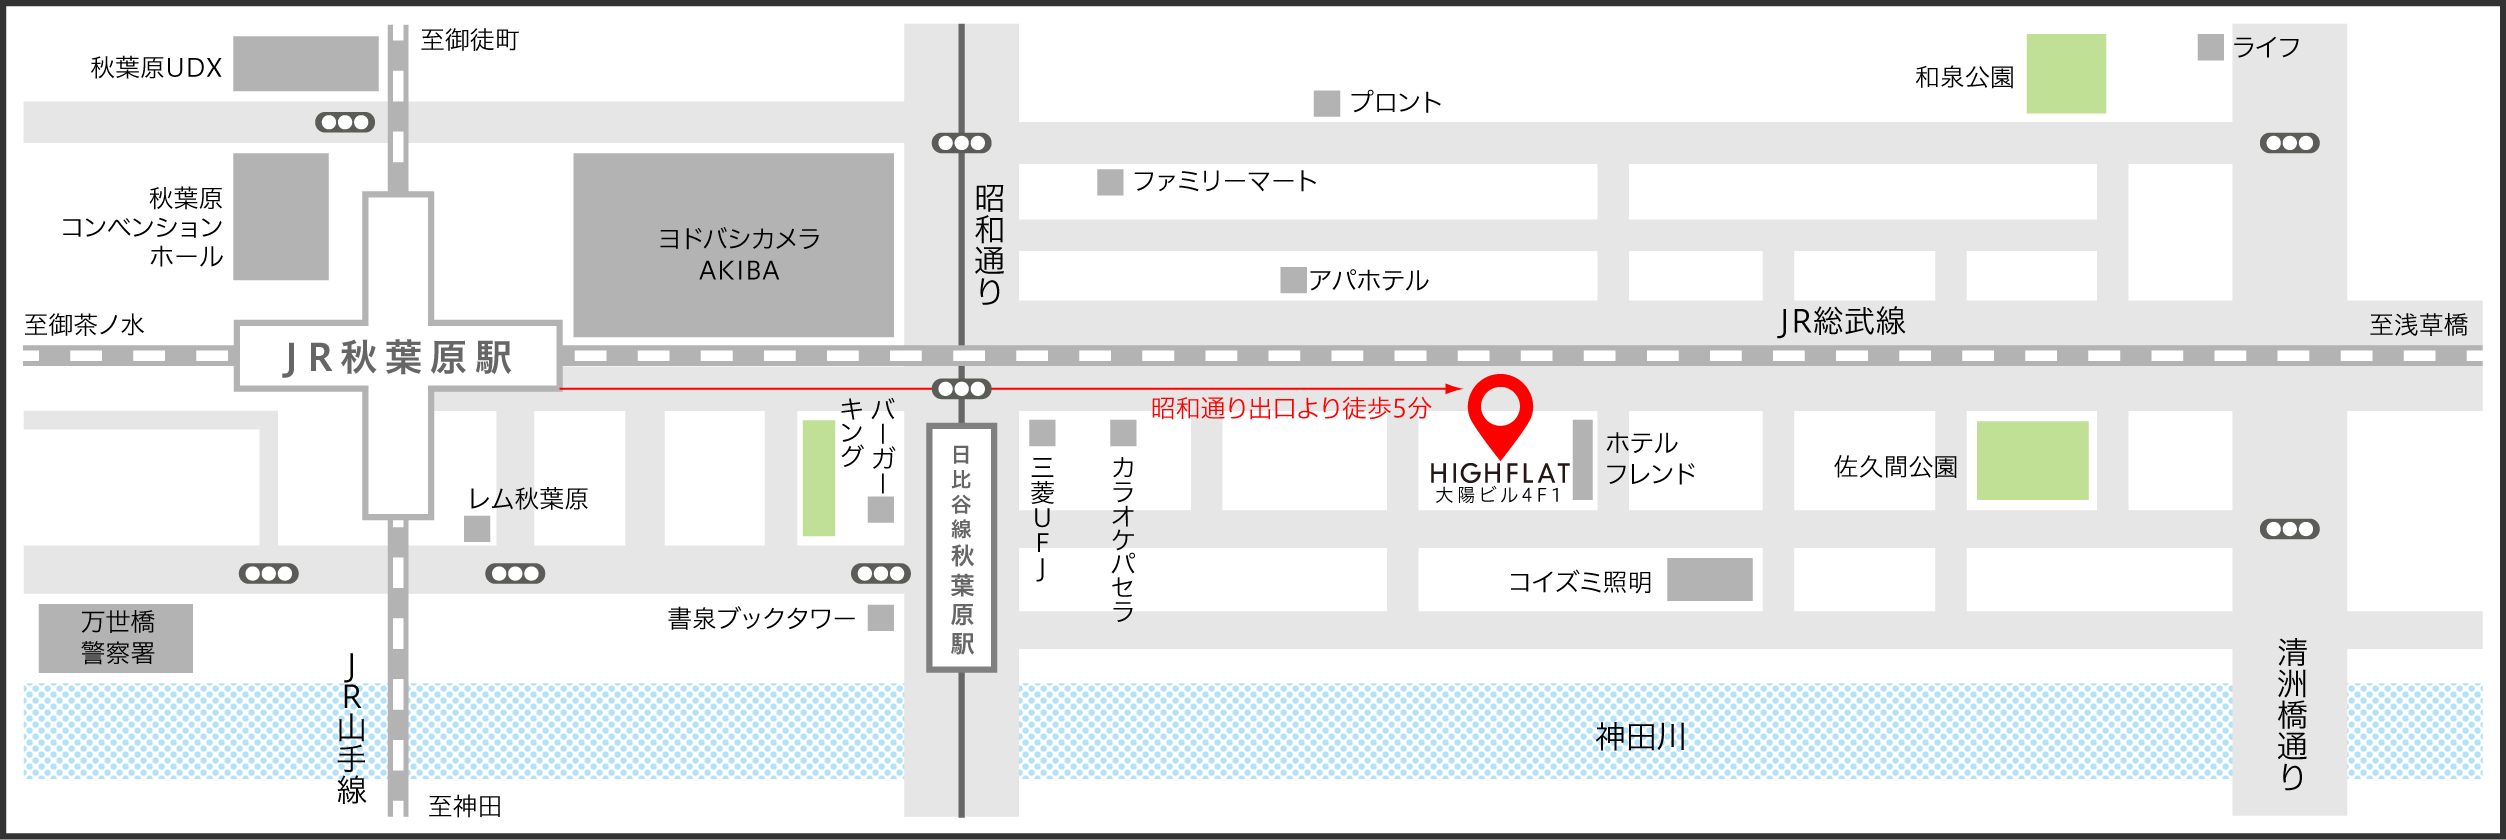 至御徒町
秋葉原UDX
ライフ
和泉公園
プロント
ファミリーマート
秋葉原
コンベンション
ホール
昭和通り
ヨドバシカメラ
AKIBA
アパホテル
至御茶ノ水
JR総武線
至浅草橋
JR秋葉原駅
昭和通り出口より徒歩5分
バーガー
キング
HIGHFLAT
大陽ビル4F1
ホテル
フレンド
佐久間公園
レム秋葉原
日比谷線秋葉原駅
三菱UFJ
カラオケパセラ
コイズミ照明
万世橋
警察署
書泉ブックタワー
JR山手線
清洲橋通り
神田川
至神田